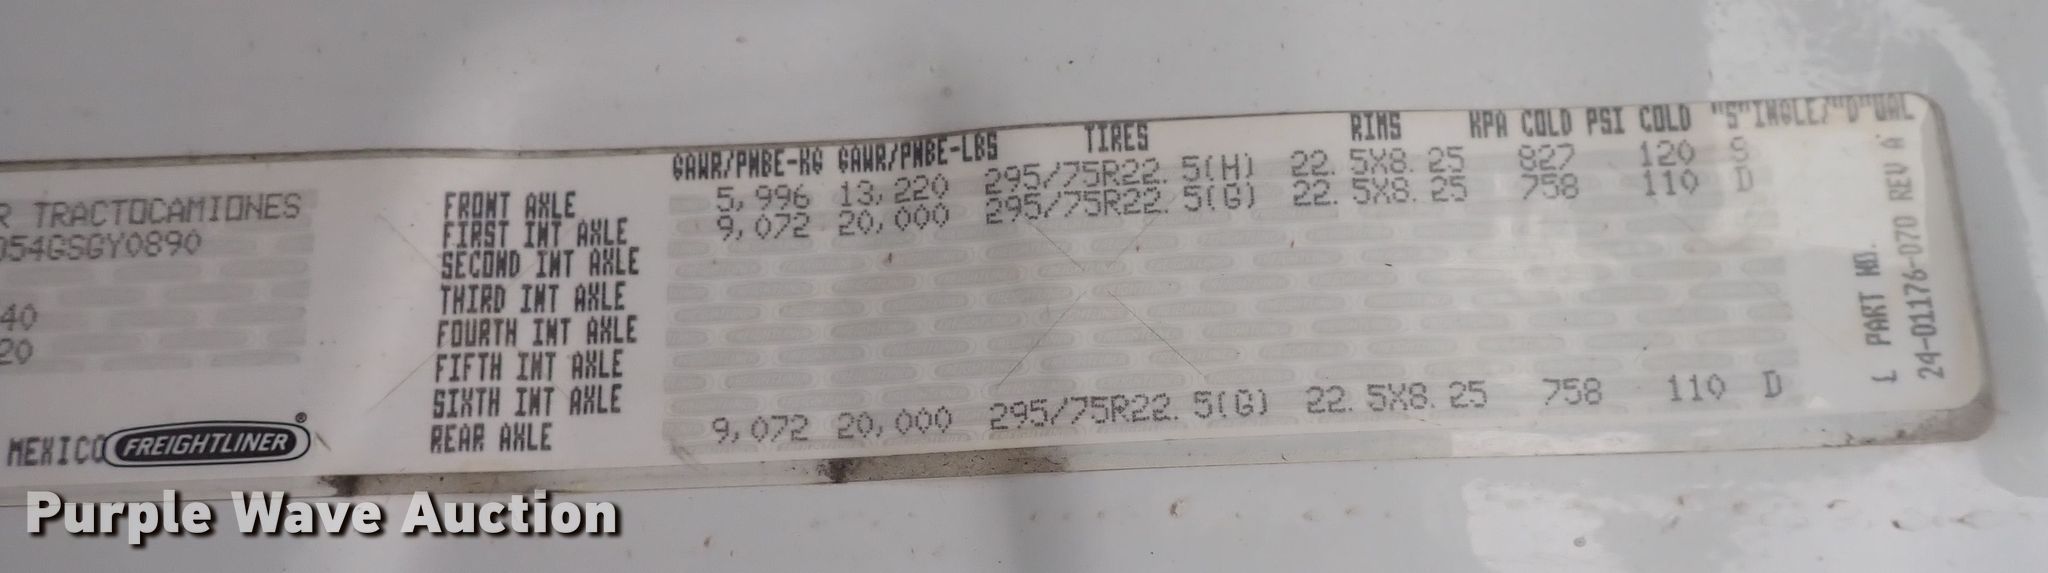 GAWR/PNBE-KG GAWR/PNBE-LBS TIRES RIMS KPA COLD PSI COLD "S"INGLE/"D"UAL
R TRACTOCAMIONES
054GSGY0890
40
20
MEXICO FREIGHTLINER®
FRONT AXLE 5,996 13,220 295/75R22.5(H) 22.5X8.25 827 120 S
FIRST INT AXLE 9,072 20,000 295/75R22.5(G) 22.5X8.25 758 110 D
SECOND INT AXLE
THIRD INT AXLE
FOURTH INT AXLE
FIFTH INT AXLE
SIXTH INT AXLE
REAR AXLE 9,072 20,000 295/75R22.5(G) 22.5X8.25 758 110 D
L PART NO.
24-01176-070 REV A
Purple Wave Auction